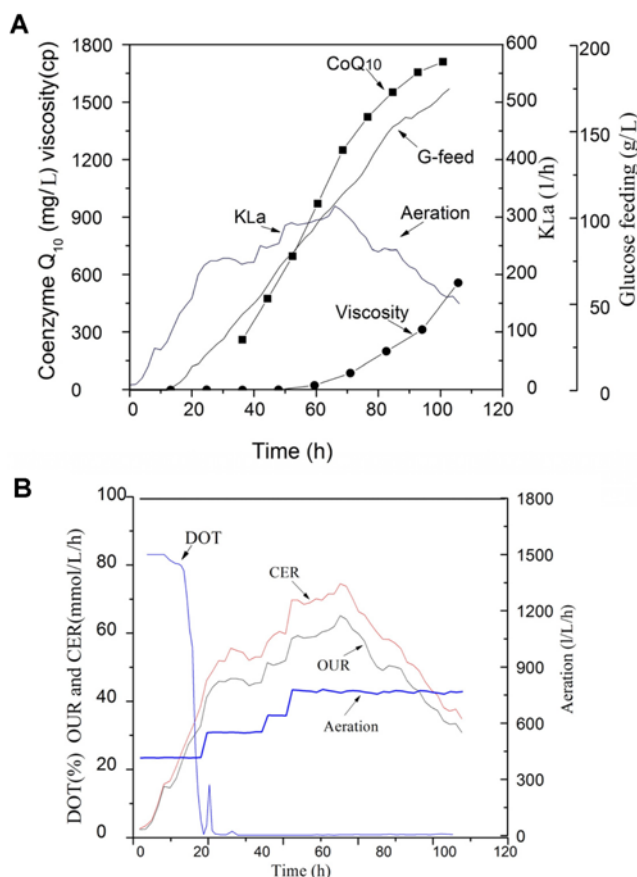 A
Coenzyme Q10 (mg/L) viscosity(cp)
1800
1500
1200
900
600
300
0
CoQ10
G-feed
KLa
Aeration
Viscosity
600
500
400
300
200
100
0
KLa (1/h)
200
150
100
50
0
Glucose feeding (g/L)
0 20 40 60 80 100 120
Time (h)
B
DOT(%) OUR and CER(mmol/L/h)
100
80
60
40
20
0
DOT
CER
OUR
Aeration
1800
1500
1200
900
600
300
0
Aeration (l/L/h)
0 20 40 60 80 100 120
Time (h)